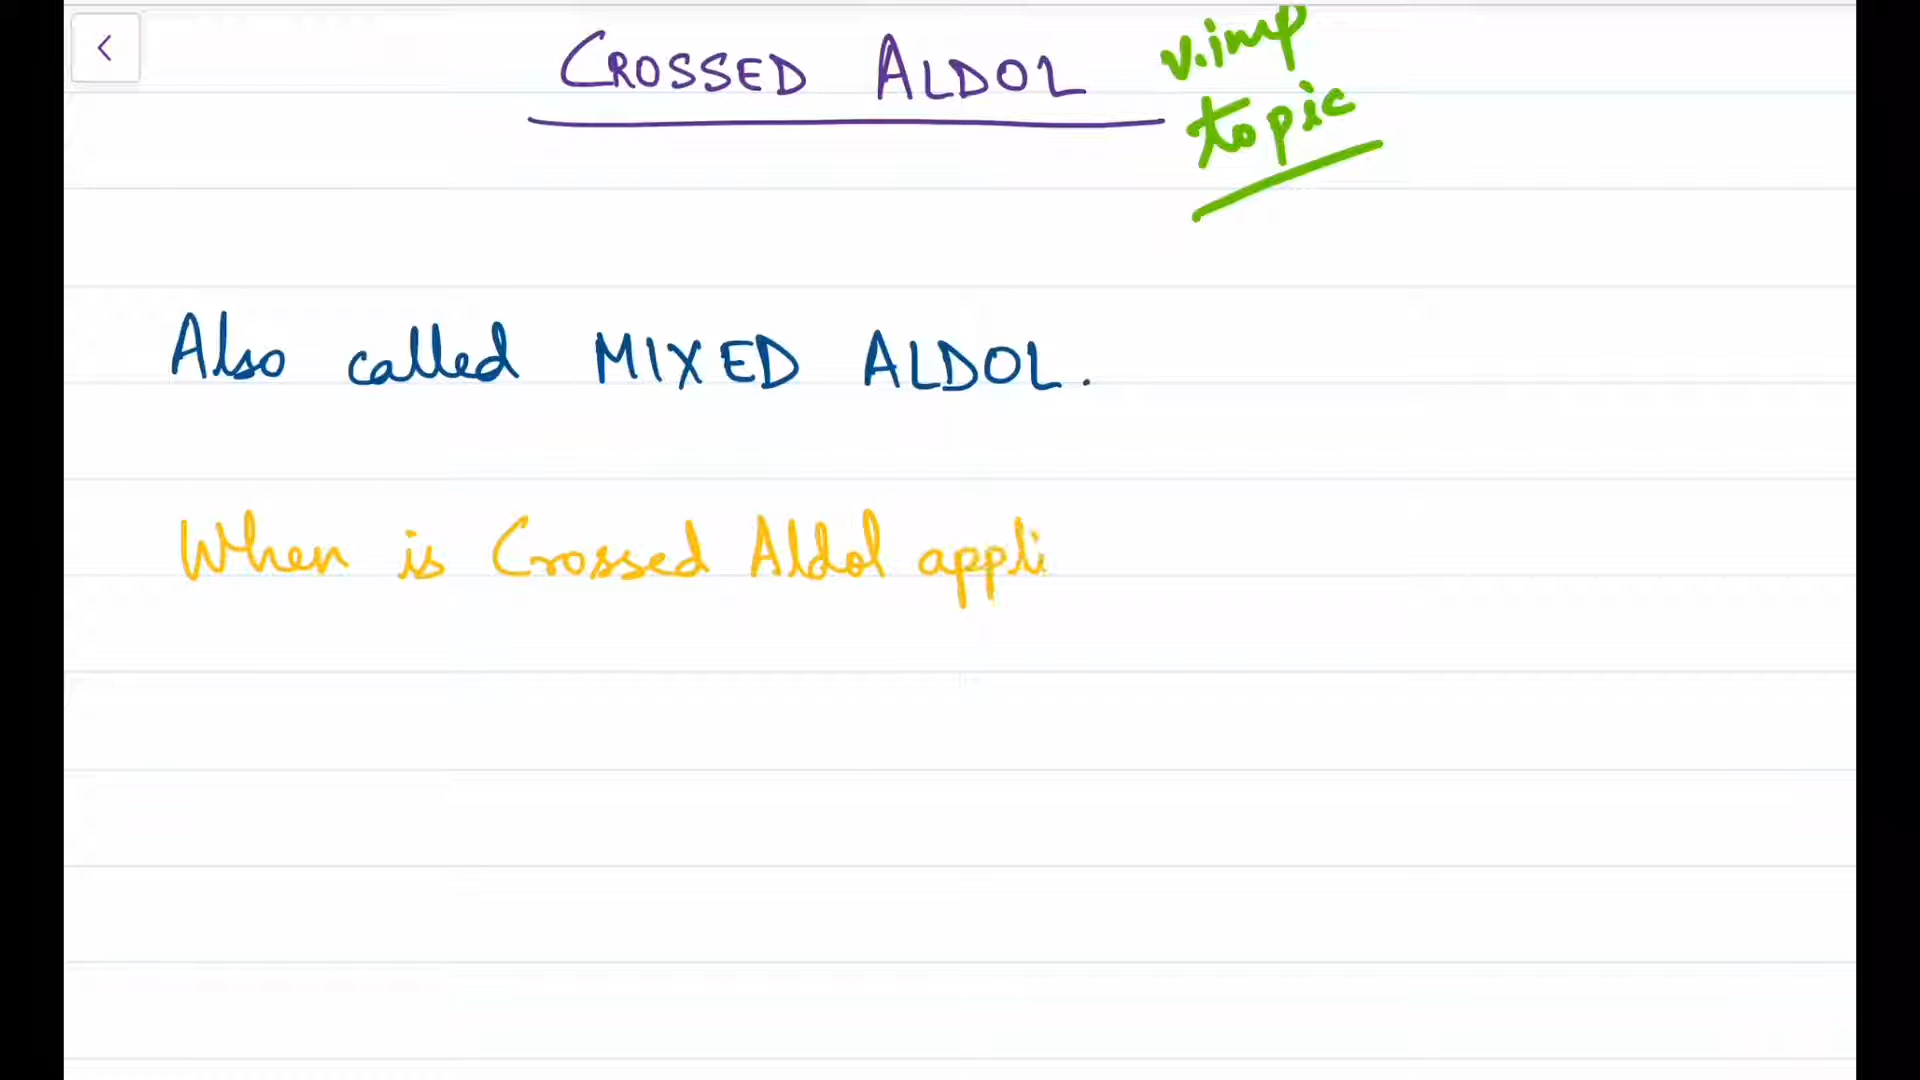 CROSSED ALDOL
v.imp
topic
Also called MIXED ALDOL.
When is Crossed Aldol appli